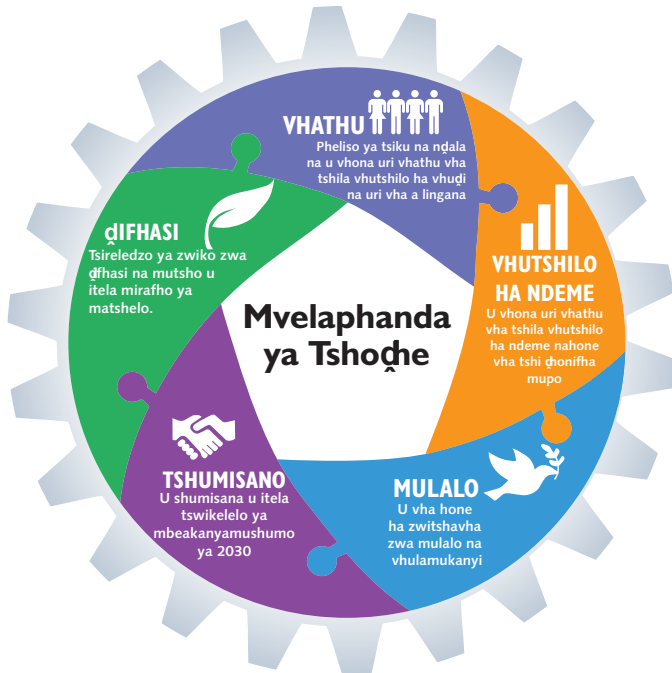 Mvelaphanda
ya Tshoḓhe
VHATHU
Pheliso ya tsiku na nḓala
na u vhona uri vhathu vha
tshila vhutshilo ha vhuḓi
na uri vha a lingana
VHUTSHILO
HA NDEME
U vhona uri vhathu
vha tshila vhutshilo
ha ndeme nahone
vha tshi ḓhonifha
mupo
MULALO
U vha hone
ha zwitshavha
zwa mulalo na
vhulamukanyi
TSHUMISANO
U shumisana u itela
tswikelelo ya
mbeakanyamushumo
ya 2030
ḓIFHASI
Tsireledzo ya zwiko zwa
ḓifhasi na mutsho u
itela mirafho ya
matshelo.